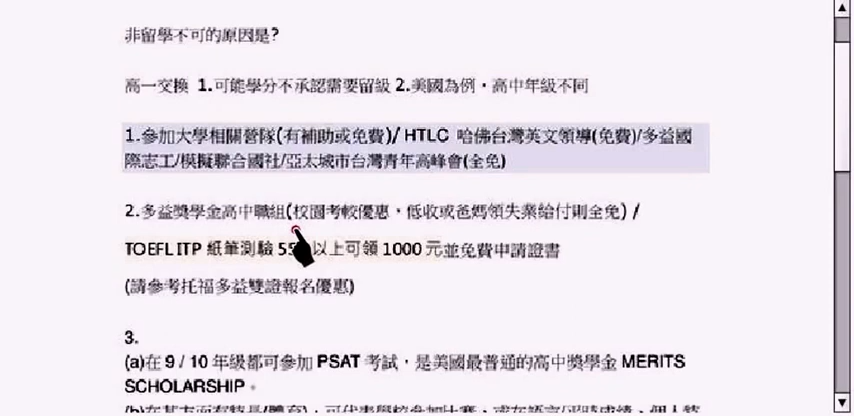 非留學不可的原因是?
高一交換 1.可能學分不承認需要留級 2.美國為例，高中年級不同
1.參加大學相關營隊(有補助或免費)/ HTLC 哈佛台灣英文領導(免費)/多益國
際志工/模擬聯合國社/亞太城市台灣青年高峰會(全免)
2.多益獎學金高中職組(校園考較優惠，低收或爸媽領失業給付則全免) /
TOEFL ITP 紙筆測驗 55 以上可領 1000 元並免費申請證書
(請參考托福多益雙證報名優惠)
3.
(a)在 9 / 10 年級都可參加 PSAT 考試，是美國最普通的高中獎學金 MERITS
SCHOLARSHIP。